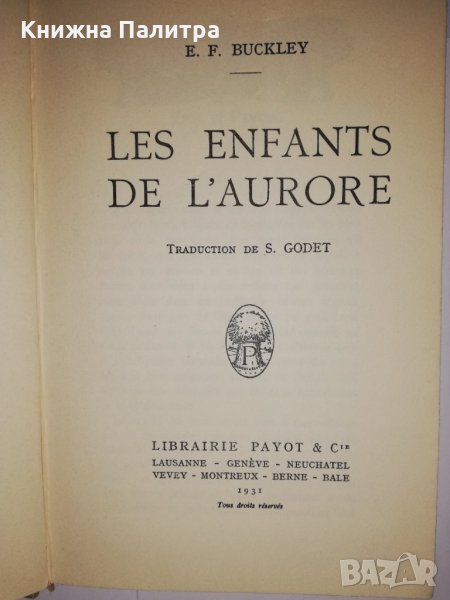 Книжна Палитра
E. F. BUCKLEY
LES ENFANTS
DE L'AURORE
TRADUCTION DE S. GODET
P
LIBRAIRIE PAYOT & CIE
LAUSANNE - GENÈVE - NEUCHATEL
VEVEY - MONTREUX - BERNE - BALE
1931
Tous droits réservés
BAZAR